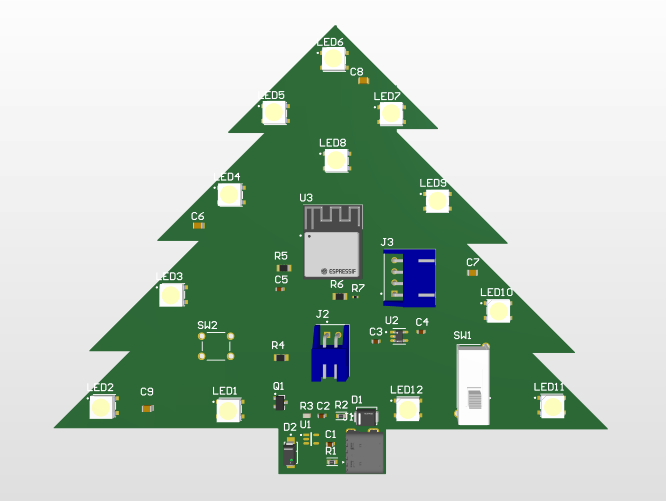 LED6
C8
LED5
LED7
LED8
LED4
LED9
U3
C6
ESPRESSIF
J3
R5
C5
R6
R7
C7
LED3
LED10
J2
U2
C4
C3
SW2
SW1
R4
LED2
C9
LED1
Q1
R3
C2
R2
D1
J1
LED12
LED11
D2
U1
C1
R1